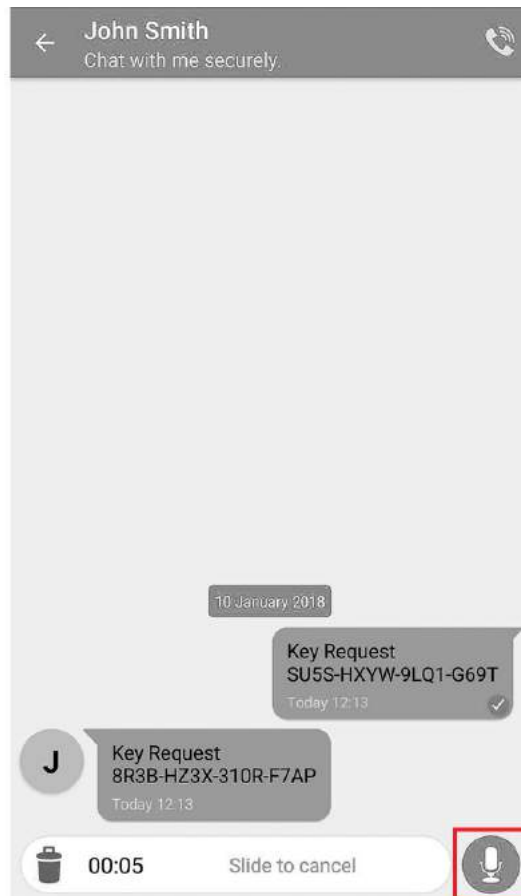 John Smith
Chat with me securely.
10 January 2018
Key Request
SU5S-HXYW-9LQ1-G69T
Today 12:13
J
Key Request
8R3B-HZ3X-310R-F7AP
Today 12:13
00:05 Slide to cancel